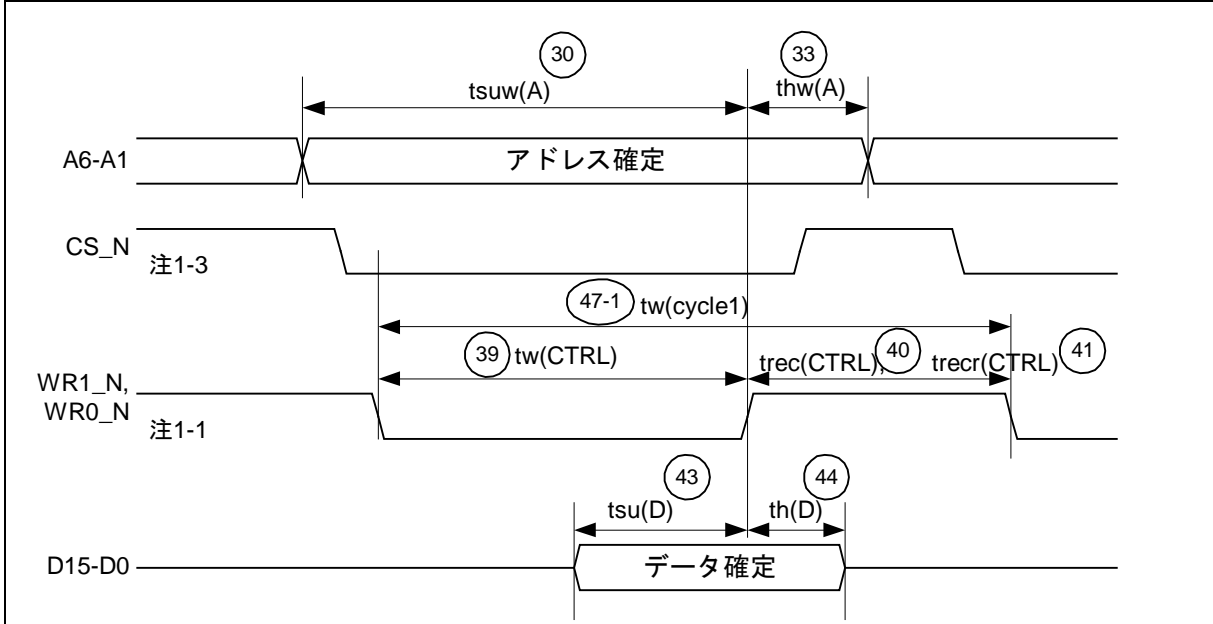 30
33
tsuw(A)
thw(A)
A6-A1
アドレス確定
CS_N
注1-3
47-1 tw(cycle1)
39 tw(CTRL)
trec(CTRL), 40 trecr(CTRL) 41
WR1_N,
WR0_N
注1-1
43
44
tsu(D)
th(D)
D15-D0
データ確定